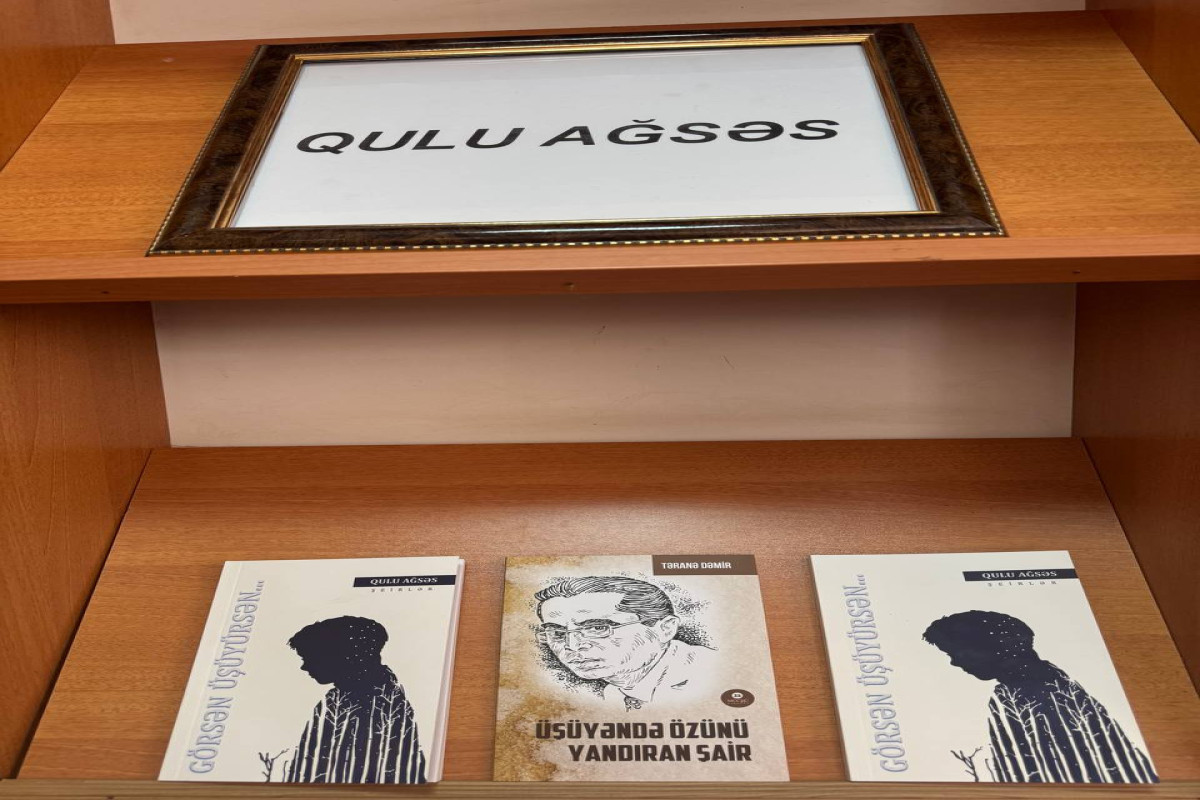 QULU AĞSƏS
GÖRSƏN ÜŞÜYÜRSƏN...
QULU AĞSƏS
ŞEİRLƏR
TƏRANƏ DƏMİR
ÜŞÜYƏNDƏ ÖZÜNÜ
YANDIRAN ŞAİR
GÖRSƏN ÜŞÜYÜRSƏN...
QULU AĞSƏS
ŞEİRLƏR